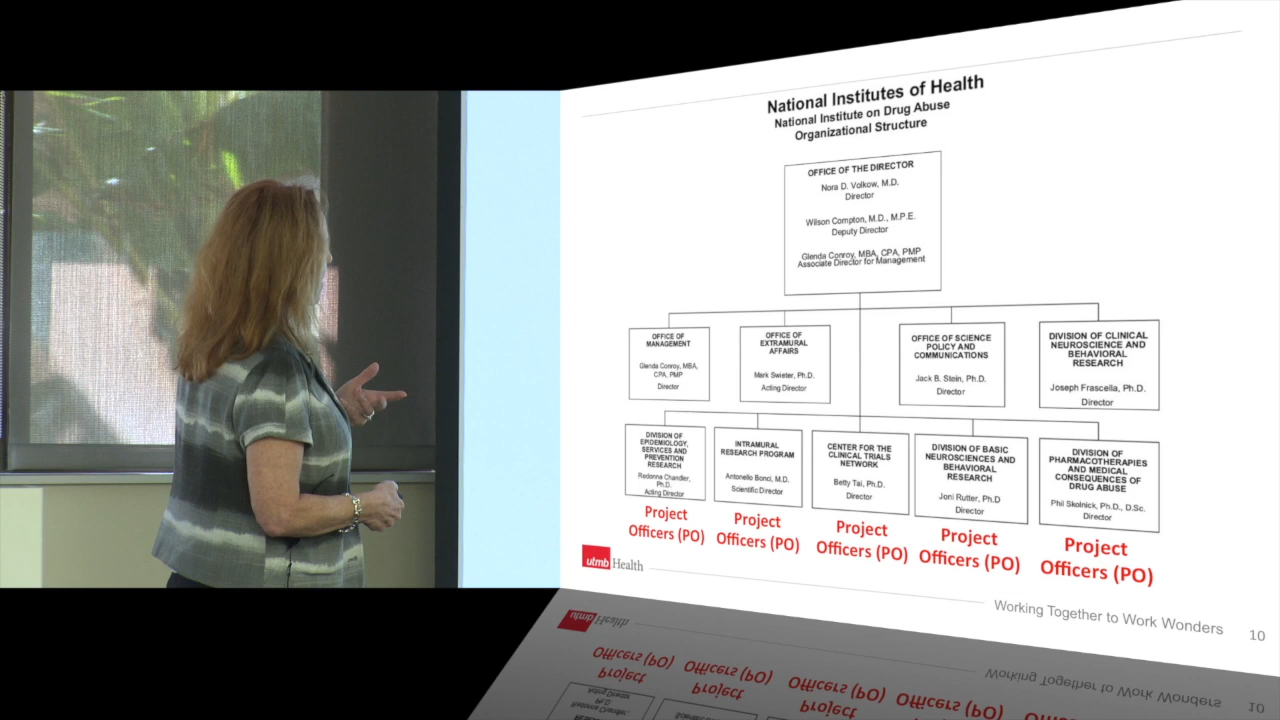 National Institutes of Health
National Institute on Drug Abuse
Organizational Structure
OFFICE OF THE DIRECTOR
Nora D. Volkow, M.D.
Director
Wilson Compton, M.D., M.P.E.
Deputy Director
Glenda Conroy, MBA, CPA, PMP
Associate Director for Management
OFFICE OF
MANAGEMENT
Glenda Conroy, MBA,
CPA, PMP
Director
OFFICE OF
EXTRAMURAL
AFFAIRS
Mark Swieter, Ph.D.
Acting Director
OFFICE OF SCIENCE
POLICY AND
COMMUNICATIONS
Jack B. Stein, Ph.D.
Director
DIVISION OF CLINICAL
NEUROSCIENCE AND
BEHAVIORAL
RESEARCH
Joseph Frascella, Ph.D.
Director
DIVISION OF
EPIDEMIOLOGY,
SERVICES AND
PREVENTION
RESEARCH
Redonna Chandler,
Ph.D.
Acting Director
INTRAMURAL
RESEARCH PROGRAM
Antonello Bonci, M.D.
Scientific Director
CENTER FOR THE
CLINICAL TRIALS
NETWORK
Betty Tai, Ph.D.
Director
DIVISION OF BASIC
NEUROSCIENCES AND
BEHAVIORAL
RESEARCH
Joni Rutter, Ph.D
Director
DIVISION OF
PHARMACOTHERAPIES
AND MEDICAL
CONSEQUENCES OF
DRUG ABUSE
Phil Skolnick, Ph.D., D.Sc.
Director
Project
Officers (PO)
Project
Officers (PO)
Project
Officers (PO)
Project
Officers (PO)
Project
Officers (PO)
utmb Health
Working Together to Work Wonders
10